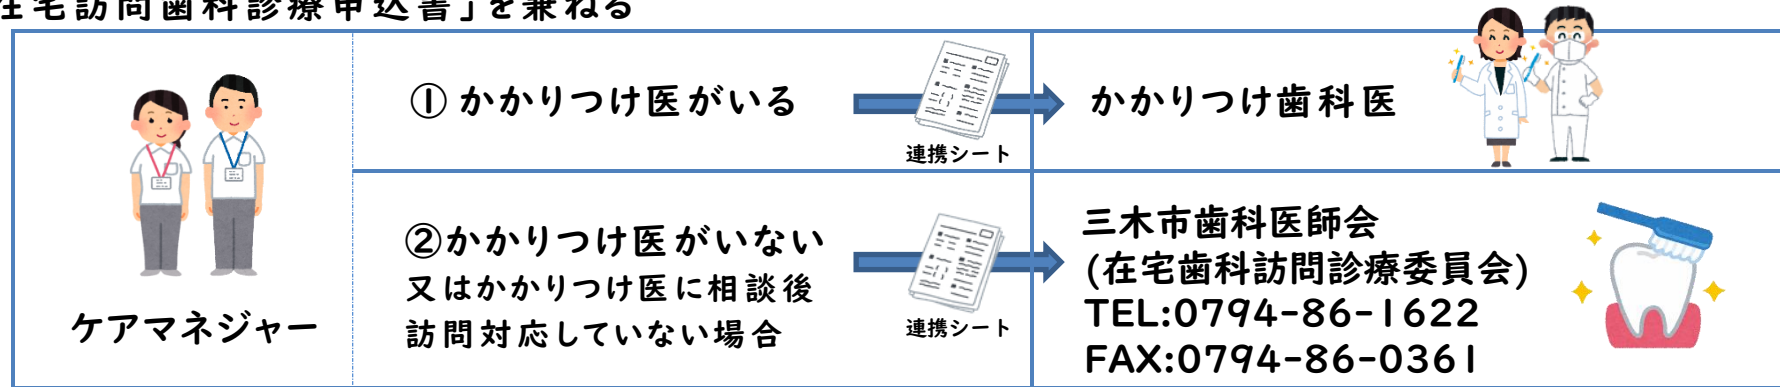 在宅訪問歯科診療申込書」を兼ねる
① かかりつけ医がいる
連携シート
かかりつけ歯科医
ケアマネジャー
②かかりつけ医がいない
又はかかりつけ医に相談後
訪問対応していない場合
連携シート
三木市歯科医師会
(在宅歯科訪問診療委員会)
TEL:0794-86-1622
FAX:0794-86-0361